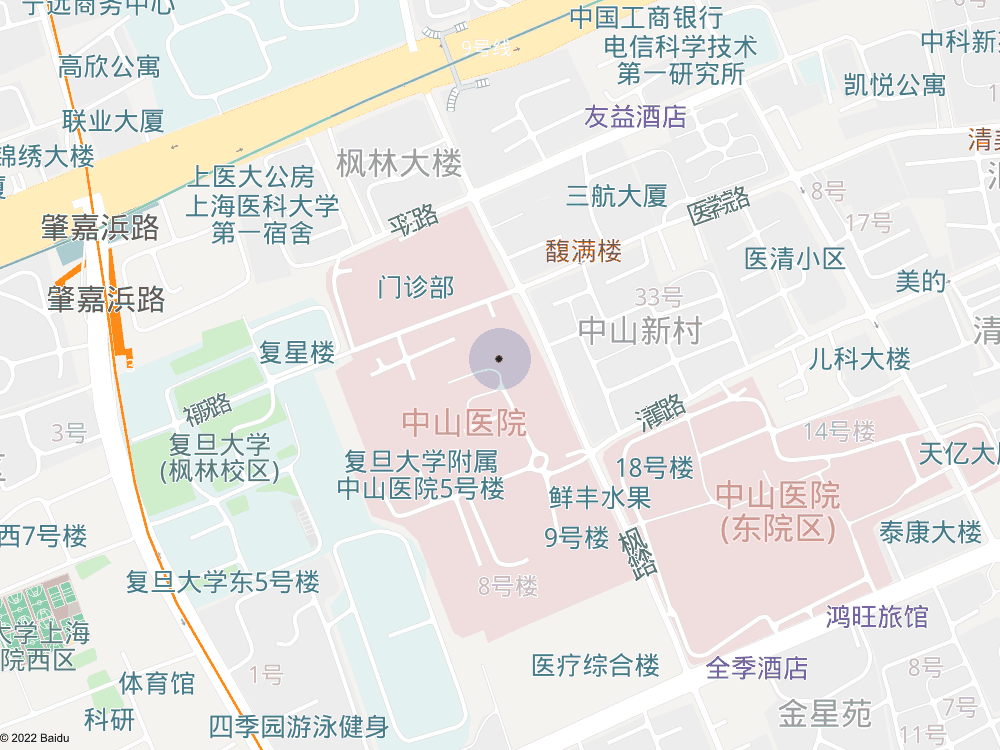 宁远商务中心
中国工商银行
9号线
电信科学技术
第一研究所
中科新
高欣公寓
凯悦公寓
联业大厦
友益酒店
清美
锦绣大楼
枫林大楼
厦
上医大公房
三航大厦
8号
上海医科大学
第一宿舍
平江路
医学院路
17号
肇嘉浜路
馥满楼
医清小区
门诊部
美的
肇嘉浜路
33号
中山新村
清
复星楼
儿科大楼
3号
中山医院
清真路
14号楼
复旦大学
(枫林校区)
复旦大学附属
中山医院5号楼
18号楼
天亿大厦
鲜丰水果
中山医院
(东院区)
西7号楼
9号楼
枫林路
泰康大楼
复旦大学东5号楼
8号楼
大学上海
院西区
鸿旺旅馆
1号
医疗综合楼
全季酒店
8号
体育馆
科研
四季园游泳健身
金星苑
7号
11号
© 2022 Baidu